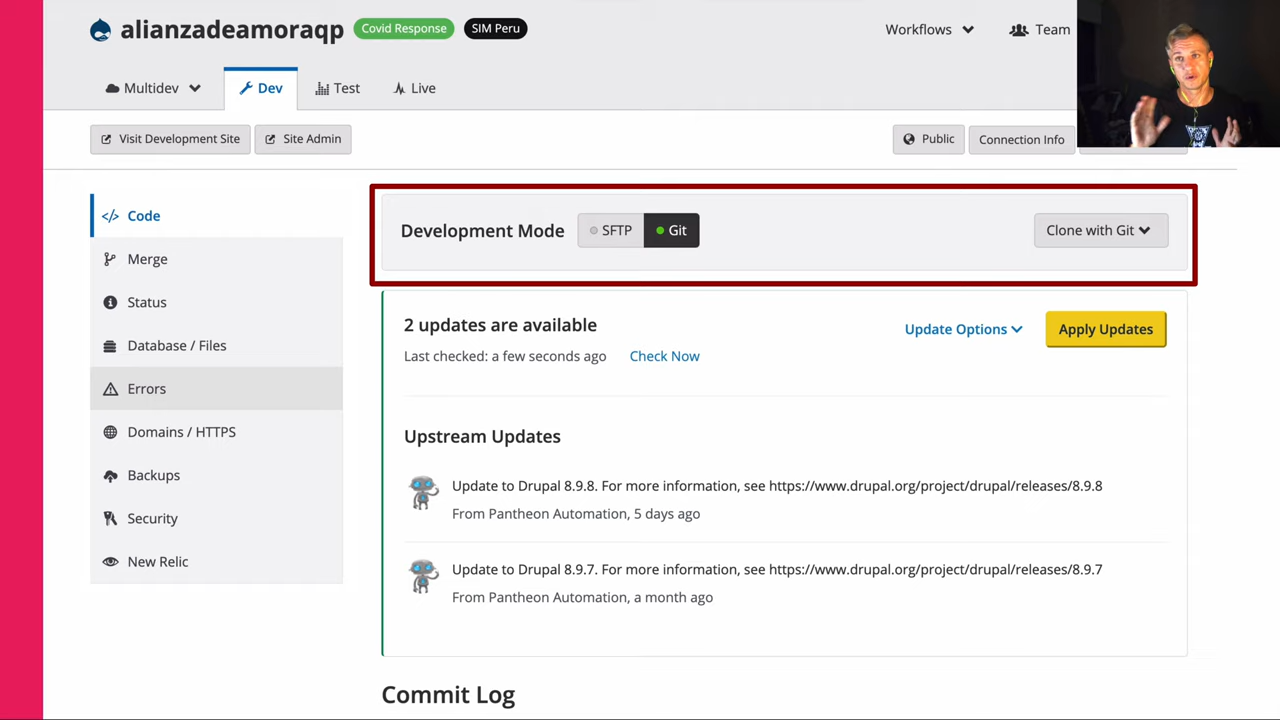 alianzadeamoraqp Covid Response SIM Peru Workflows Team
Multidev Dev Test Live
Visit Development Site Site Admin Public Connection Info
Code
Merge
Status
Database / Files
Errors
Domains / HTTPS
Backups
Security
New Relic
Development Mode SFTP Git Clone with Git
2 updates are available Update Options Apply Updates
Last checked: a few seconds ago Check Now
Upstream Updates
Update to Drupal 8.9.8. For more information, see https://www.drupal.org/project/drupal/releases/8.9.8
From Pantheon Automation, 5 days ago
Update to Drupal 8.9.7. For more information, see https://www.drupal.org/project/drupal/releases/8.9.7
From Pantheon Automation, a month ago
Commit Log